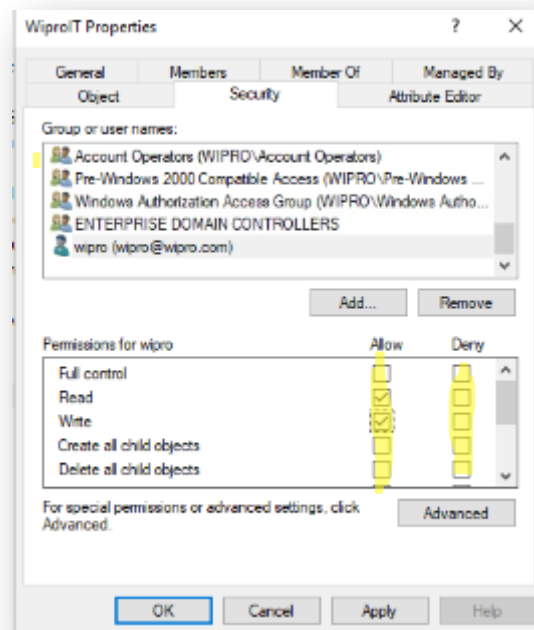 WiproIT Properties ? ×
General Members Member Of Managed By
Object Security Attribute Editor
Group or user names:
Account Operators (WIPRO\Account Operators)
Pre-Windows 2000 Compatible Access (WIPRO\Pre-Windows ...
Windows Authorization Access Group (WIPRO\Windows Autho...
ENTERPRISE DOMAIN CONTROLLERS
wipro (wipro@wipro.com)
Add... Remove
Permissions for wipro Allow Deny
Full control
Read
Write
Create all child objects
Delete all child objects
For special permissions or advanced settings, click
Advanced.
Advanced
OK Cancel Apply Help